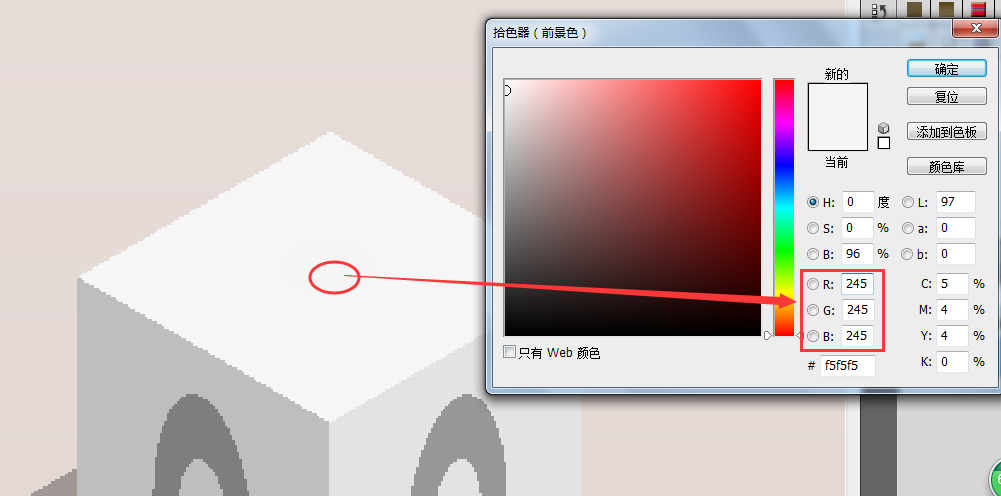 拾色器（前景色）
新的
当前
确定
复位
添加到色板
颜色库
H: 0 度 L: 97
S: 0 % a: 0
B: 96 % b: 0
R: 245 C: 5 %
G: 245 M: 4 %
B: 245 Y: 4 %
# f5f5f5 K: 0 %
只有 Web 颜色